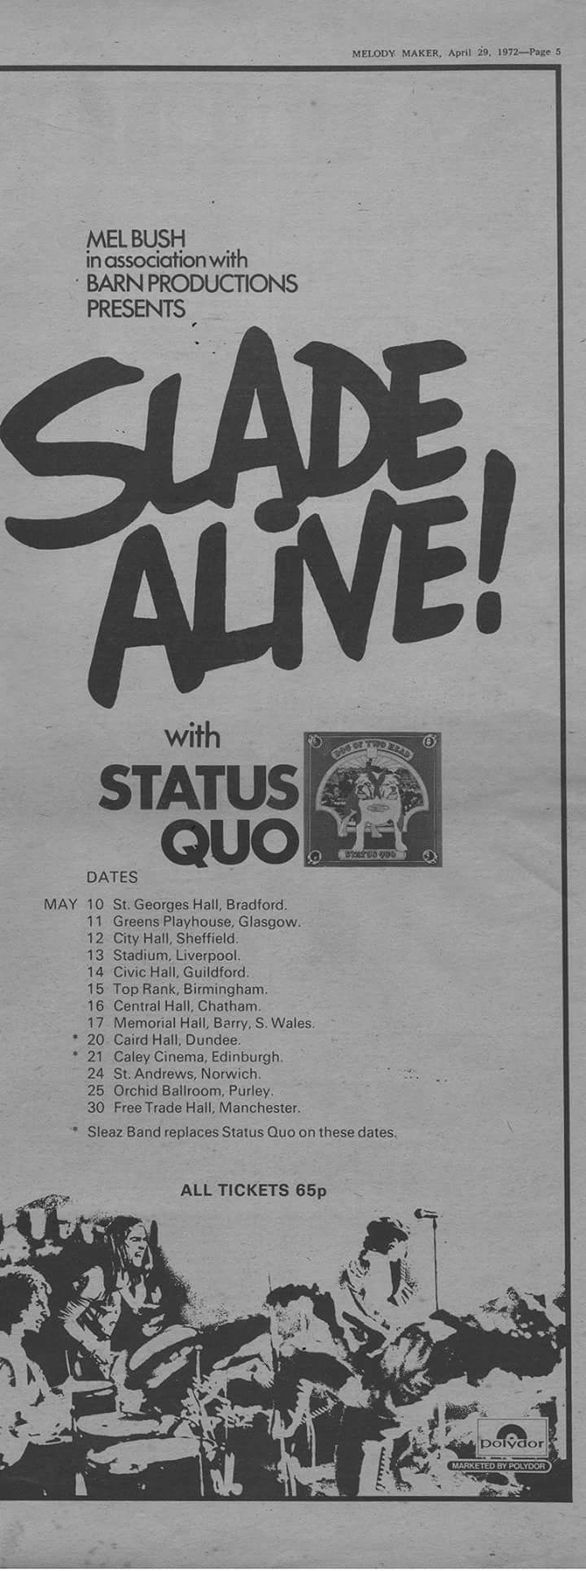 MELODY MAKER, April 29, 1972—Page 5
MEL BUSH
in association with
BARN PRODUCTIONS
PRESENTS
SLADE
ALiVE!
with
STATUS
QUO
DOG OF TWO HEAD
STATUS QUO
DATES
MAY 10 St. Georges Hall, Bradford.
11 Greens Playhouse, Glasgow.
12 City Hall, Sheffield.
13 Stadium, Liverpool.
14 Civic Hall, Guildford.
15 Top Rank, Birmingham.
16 Central Hall, Chatham.
17 Memorial Hall, Barry, S. Wales.
* 20 Caird Hall, Dundee.
* 21 Caley Cinema, Edinburgh.
24 St. Andrews, Norwich.
25 Orchid Ballroom, Purley.
30 Free Trade Hall, Manchester.
* Sleaz Band replaces Status Quo on these dates.
ALL TICKETS 65p
polydor
MARKETED BY POLYDOR